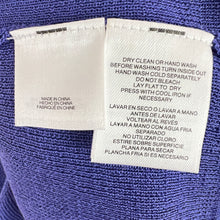 MADE IN CHINA
HECHO EN CHINA
FABRIQUÉ EN CHINE
DRY CLEAN OR HAND WASH
BEFORE WASHING TURN INSIDE OUT
HAND WASH COLD SEPARATELY
DO NOT BLEACH
LAY FLAT TO DRY
PRESS WITH COOL IRON IF
NECESSARY
LAVAR EN SECO O LAVAR A MANO
ANTES DE LAVAR
VOLTEAR AL REVES
LAVAR A MANO CON AGUA FRIA
SEPARADO
NO UTILIZAR CLORO
ESTIRE SOBRE SUPERFICIE
PLANA PARA SECAR
PLANCHA FRIA SI ES NECESARIO